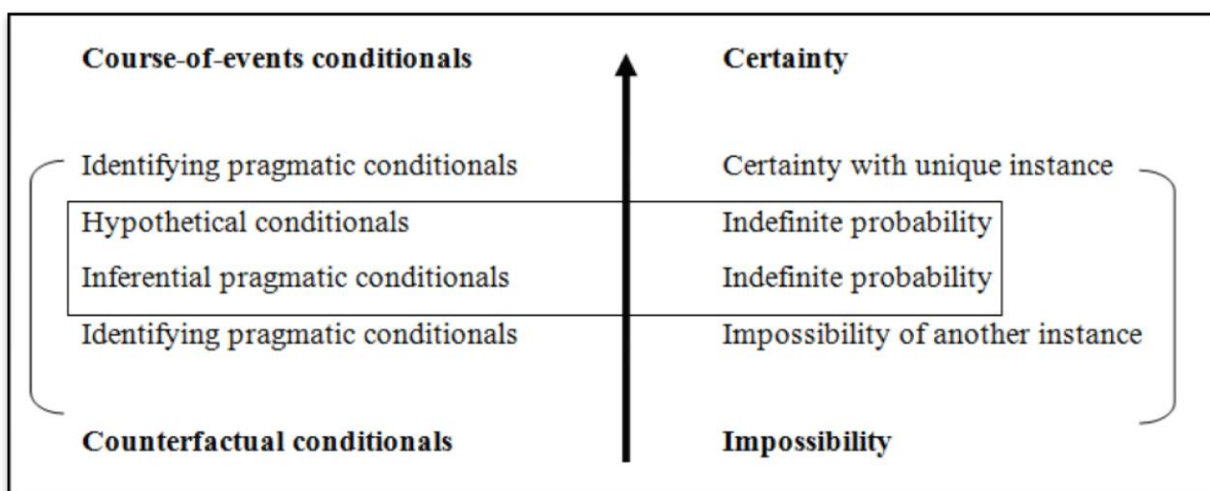 Course-of-events conditionals Certainty
Identifying pragmatic conditionals Certainty with unique instance
Hypothetical conditionals Indefinite probability
Inferential pragmatic conditionals Indefinite probability
Identifying pragmatic conditionals Impossibility of another instance
Counterfactual conditionals Impossibility